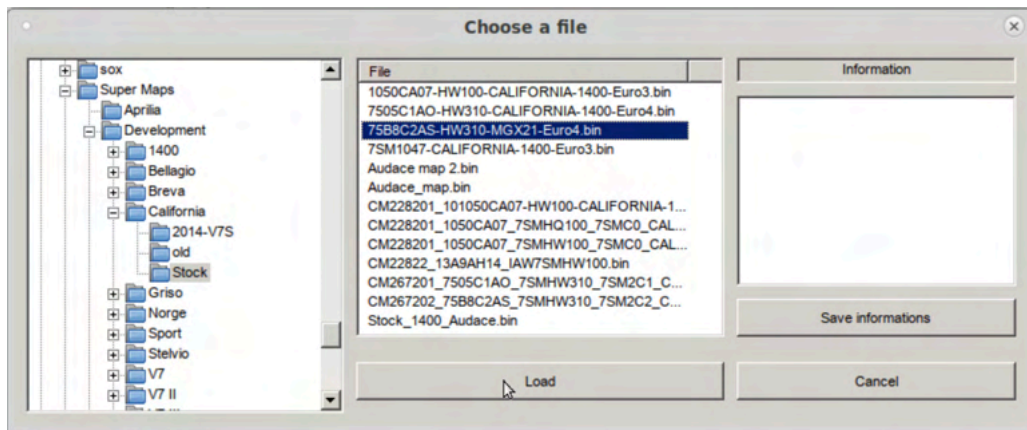 Choose a file
sox
Super Maps
Aprilia
Development
1400
Bellagio
Breva
California
2014-V7S
old
Stock
Griso
Norge
Sport
Stelvio
V7
V7 II
File
1050CA07-HW100-CALIFORNIA-1400-Euro3.bin
7505C1AO-HW310-CALIFORNIA-1400-Euro4.bin
75B8C2AS-HW310-MGX21-Euro4.bin
7SM1047-CALIFORNIA-1400-Euro3.bin
Audace map 2.bin
Audace_map.bin
CM228201_101050CA07-HW100-CALIFORNIA-1...
CM228201_1050CA07_7SMHQ100_7SMC0_CAL...
CM228201_1050CA07_7SMHW100_7SMC0_CAL...
CM22822_13A9AH14_IAW7SMHW100.bin
CM267201_7505C1AO_7SMHW310_7SM2C1_C...
CM267202_75B8C2AS_7SMHW310_7SM2C2_C...
Stock_1400_Audace.bin
Load
Information
Save informations
Cancel